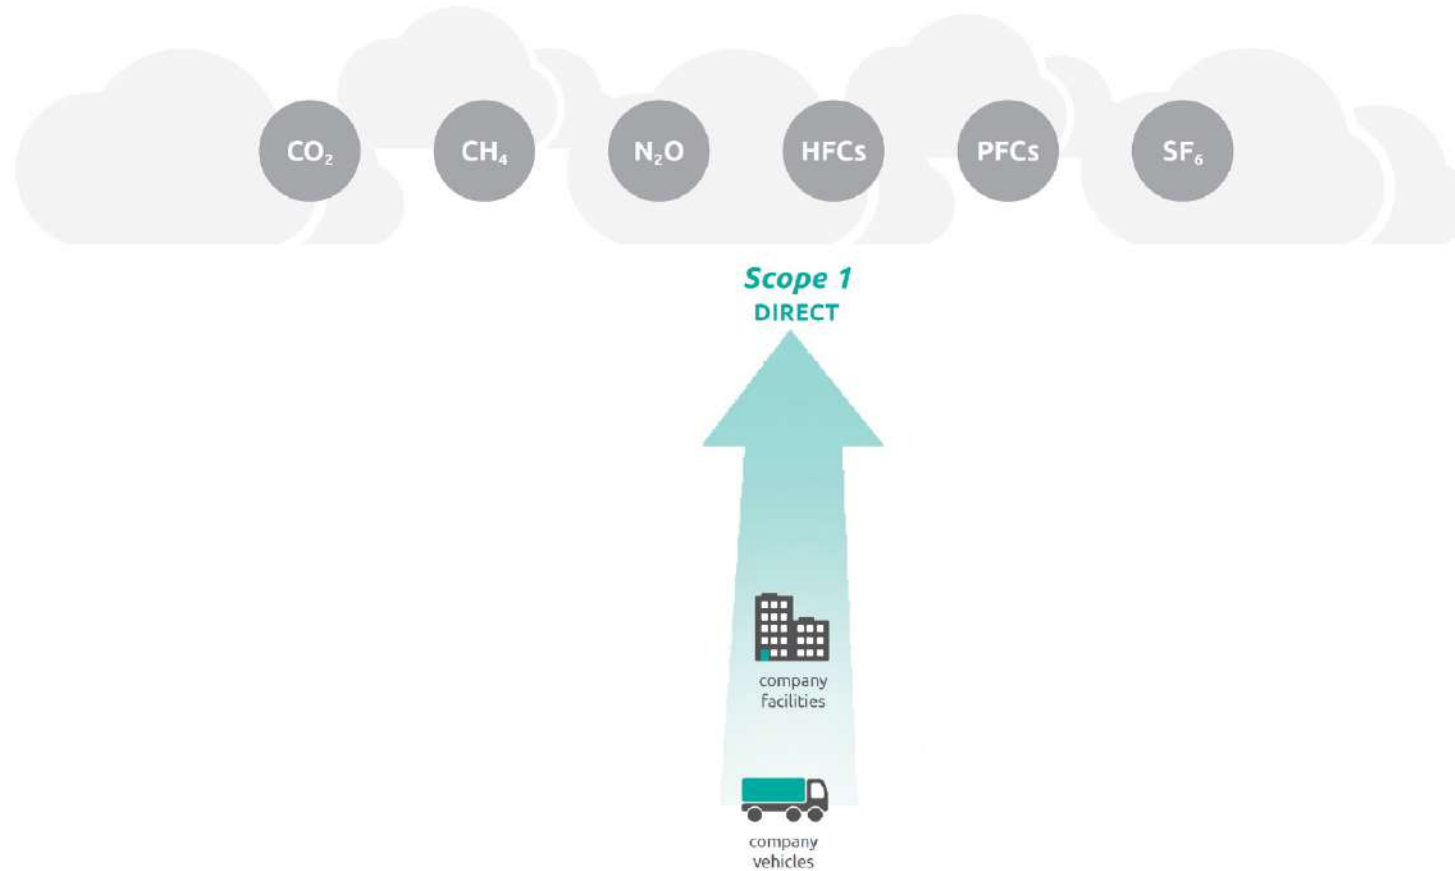 CO₂ CH₄ N₂O HFCs PFCs SF₆
Scope 1
DIRECT
company
facilities
company
vehicles